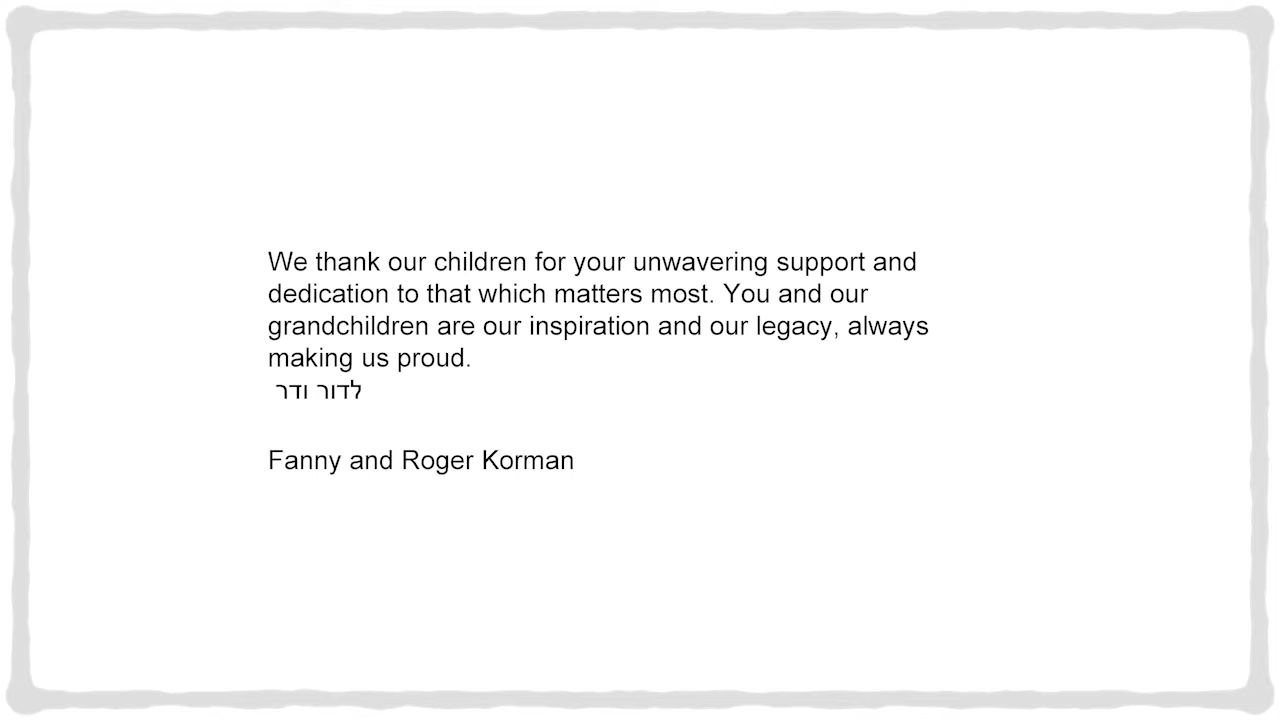 We thank our children for your unwavering support and
dedication to that which matters most. You and our
grandchildren are our inspiration and our legacy, always
making us proud.
לדור ודר
Fanny and Roger Korman